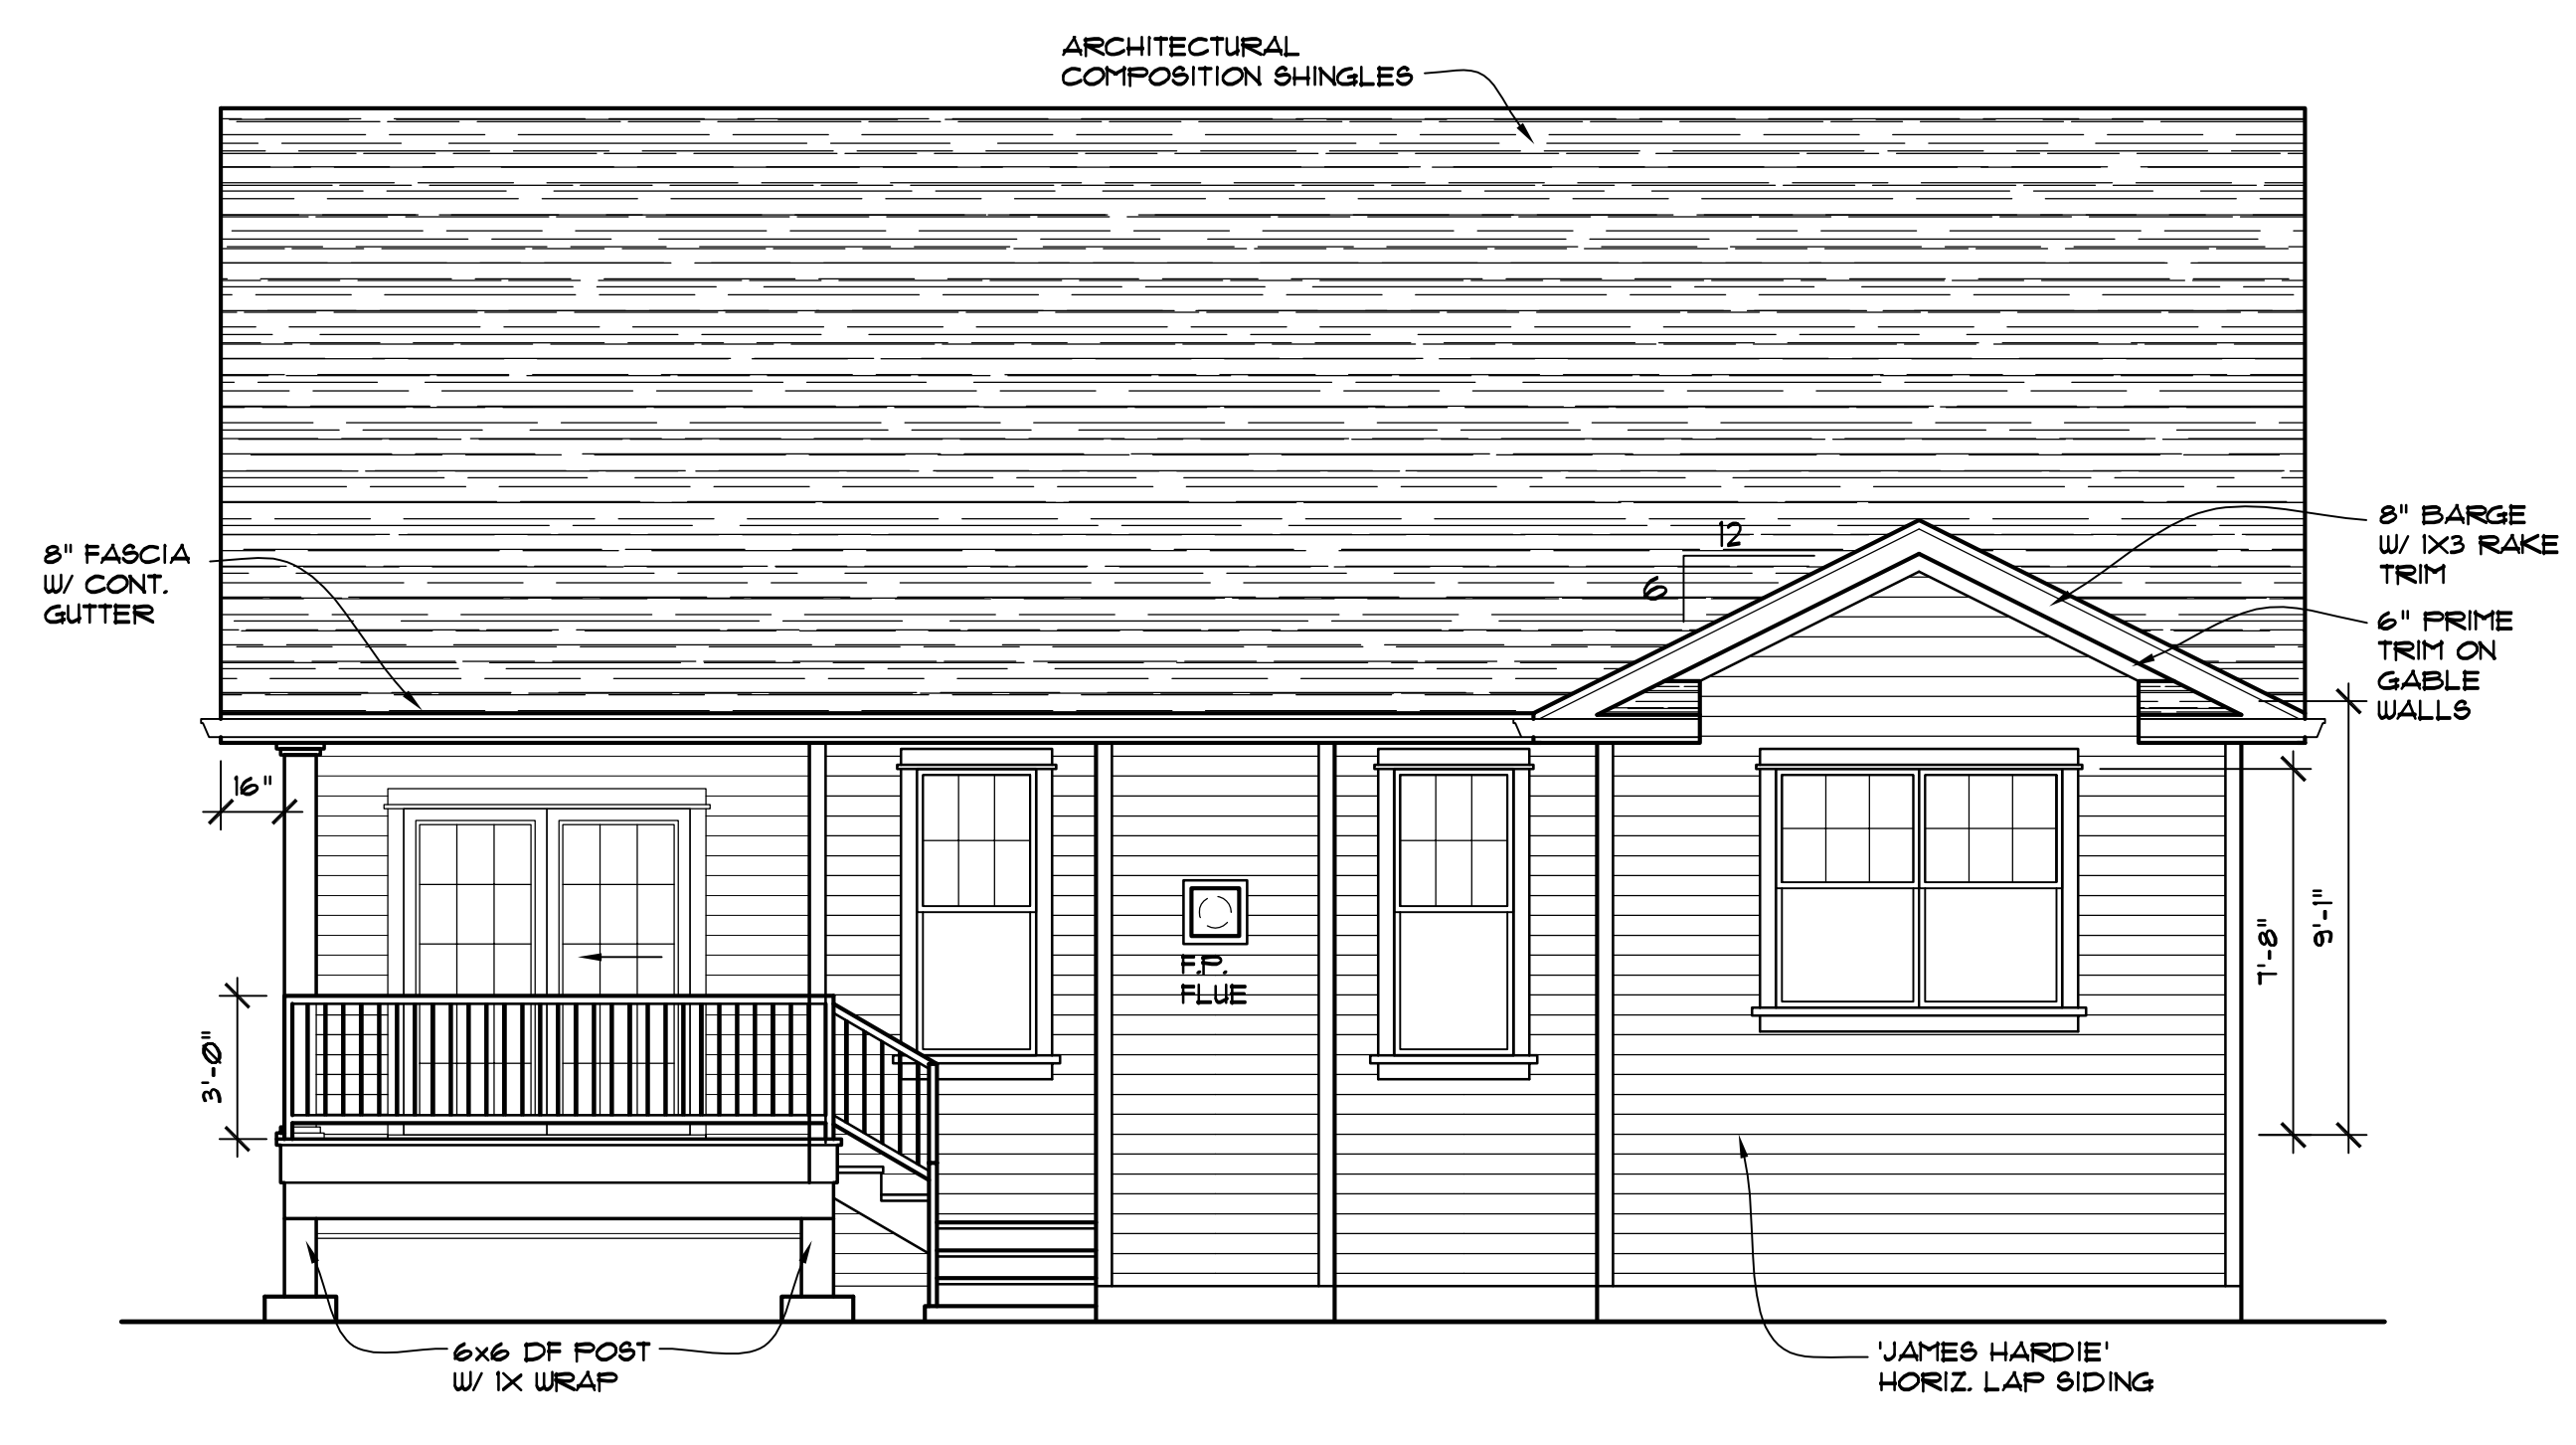 ARCHITECTURAL
COMPOSITION SHINGLES
8" FASCIA
W/ CONT.
GUTTER
12
6
8" BARGE
W/ 1X3 RAKE
TRIM
6" PRIME
TRIM ON
GABLE
WALLS
16"
F.P.
FLUE
7'-8"
9'-1"
3'-0"
6x6 DF POST
W/ 1X WRAP
'JAMES HARDIE'
HORIZ. LAP SIDING